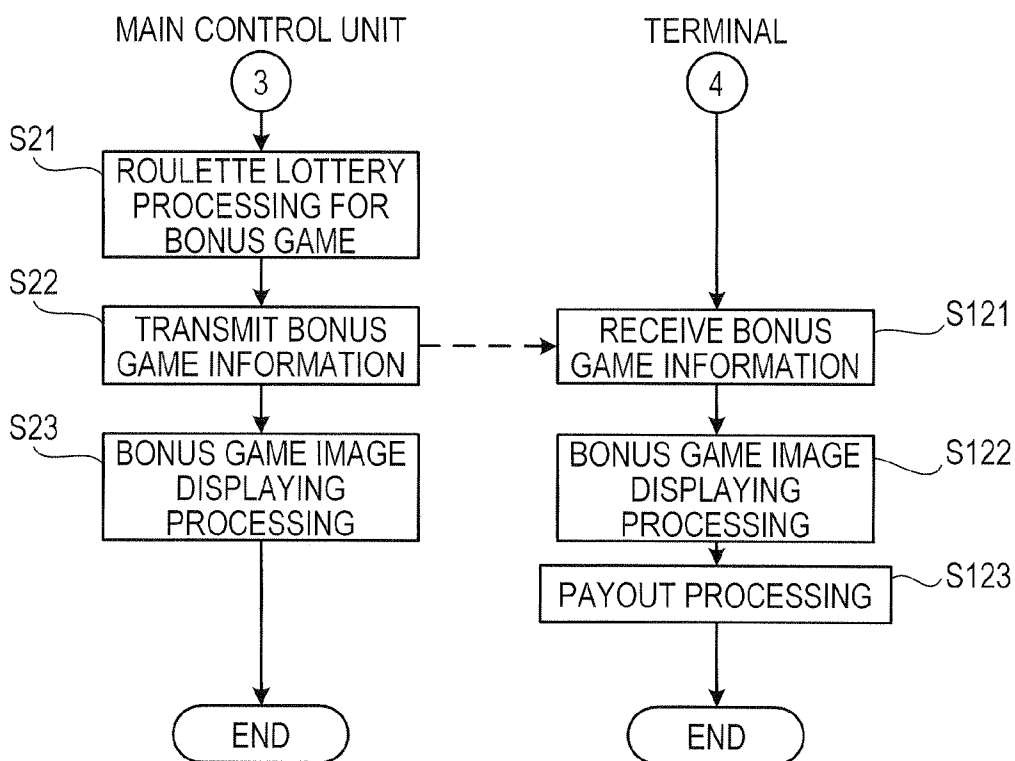 MAIN CONTROL UNIT
3
S21
ROULETTE LOTTERY
PROCESSING FOR
BONUS GAME
S22
TRANSMIT BONUS
GAME INFORMATION
S23
BONUS GAME IMAGE
DISPLAYING
PROCESSING
END
TERMINAL
4
S121
RECEIVE BONUS
GAME INFORMATION
S122
BONUS GAME IMAGE
DISPLAYING
PROCESSING
S123
PAYOUT PROCESSING
END